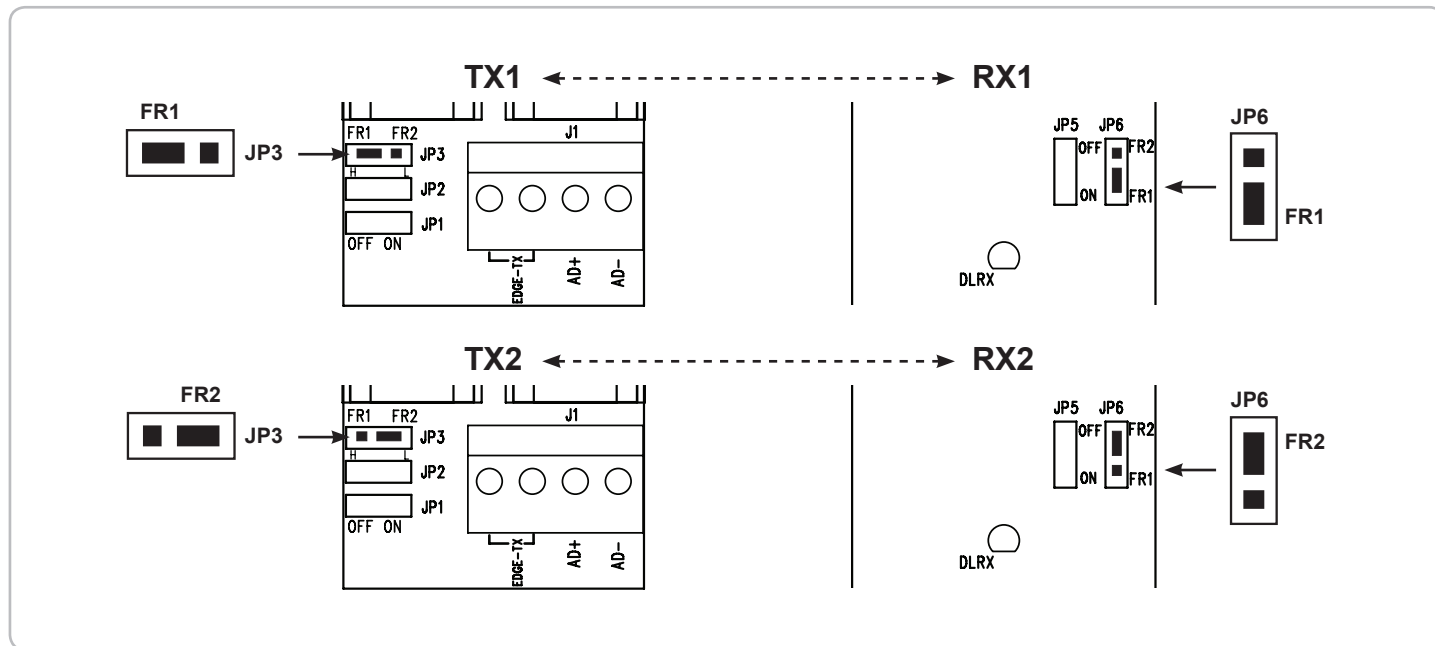 TX1 RX1
FR1
JP3
FR1 FR2
JP3
H L
JP2
JP1
OFF ON
J1
EDGE-TX
AD+
AD-
JP5 JP6
OFF FR2
ON FR1
DLRX
JP6
FR1
TX2 RX2
FR2
JP3
FR1 FR2
JP3
H L
JP2
JP1
OFF ON
J1
EDGE-TX
AD+
AD-
JP5 JP6
OFF FR2
ON FR1
DLRX
JP6
FR2